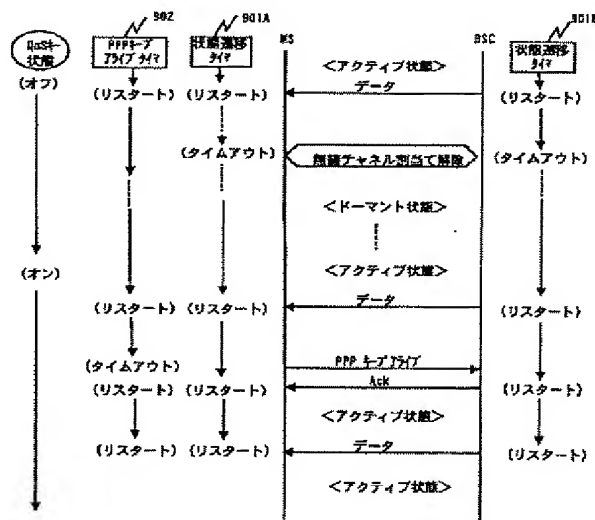 902
901A
901B
QoSキー
状態
PPPキープ
アライブタイマ
状態遷移
タイマ
MS
BSC
状態遷移
タイマ
(オフ)
<アクティブ状態>
データ
(リスタート)
(リスタート)
(リスタート)
(タイムアウト)
無線チャネル割当て解除
(タイムアウト)
<ドーマント状態>
(オン)
<アクティブ状態>
データ
(リスタート)
(リスタート)
(リスタート)
(タイムアウト)
PPP キープアライブ
(リスタート)
(リスタート)
Ack
(リスタート)
<アクティブ状態>
(リスタート)
(リスタート)
データ
(リスタート)
<アクティブ状態>